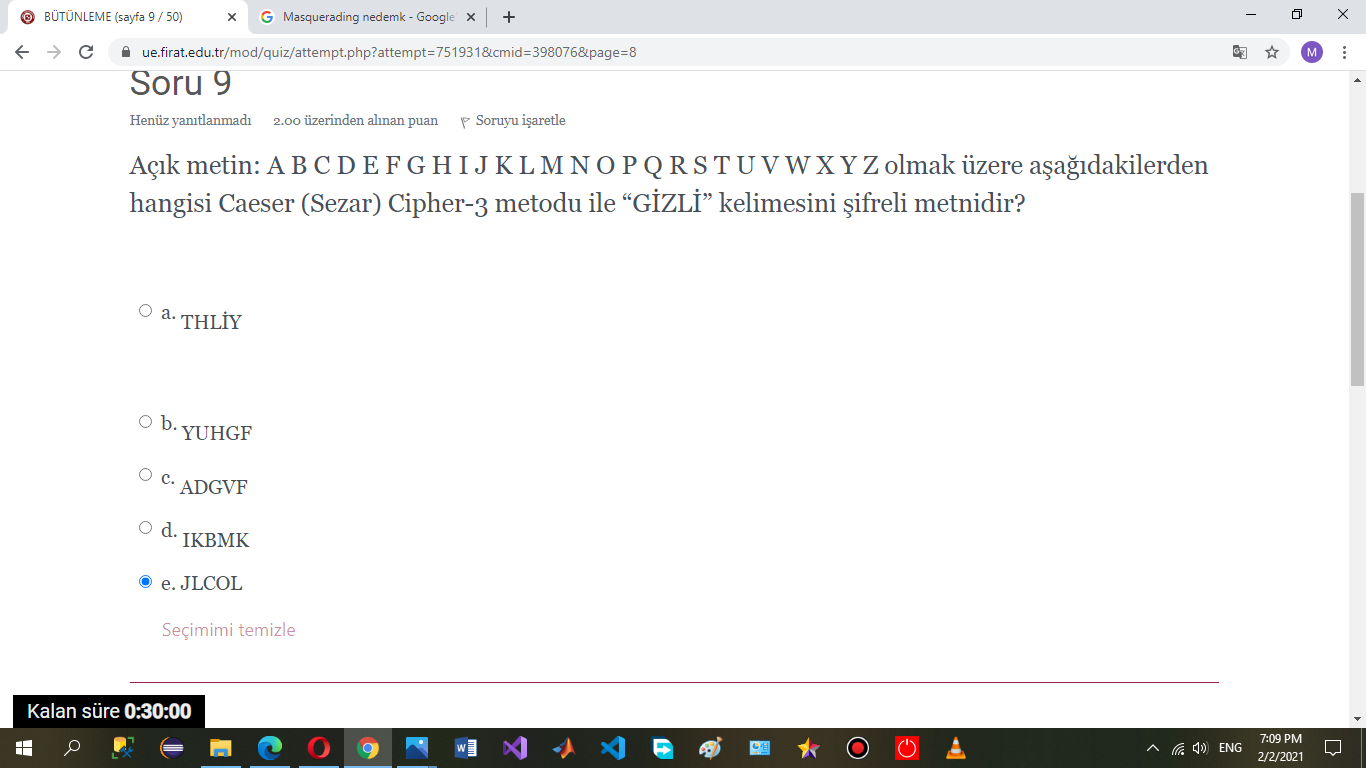 BÜTÜNLEME (sayfa 9 / 50)
Masquerading nedemk - Google'
ue.firat.edu.tr/mod/quiz/attempt.php?attempt=751931&cmid=398076&page=8
M
Soru 9
Henüz yanıtlanmadı 2.00 üzerinden alınan puan Soruyu işaretle
Açık metin: A B C D E F G H I J K L M N O P Q R S T U V W X Y Z olmak üzere aşağıdakilerden
hangisi Caeser (Sezar) Cipher-3 metodu ile “GİZLİ” kelimesini şifreli metnidir?
a. THLİY
b. YUHGF
c. ADGVF
d. IKBMK
e. JLCOL
Seçimimi temizle
Kalan süre 0:30:00
ENG
7:09 PM
2/2/2021